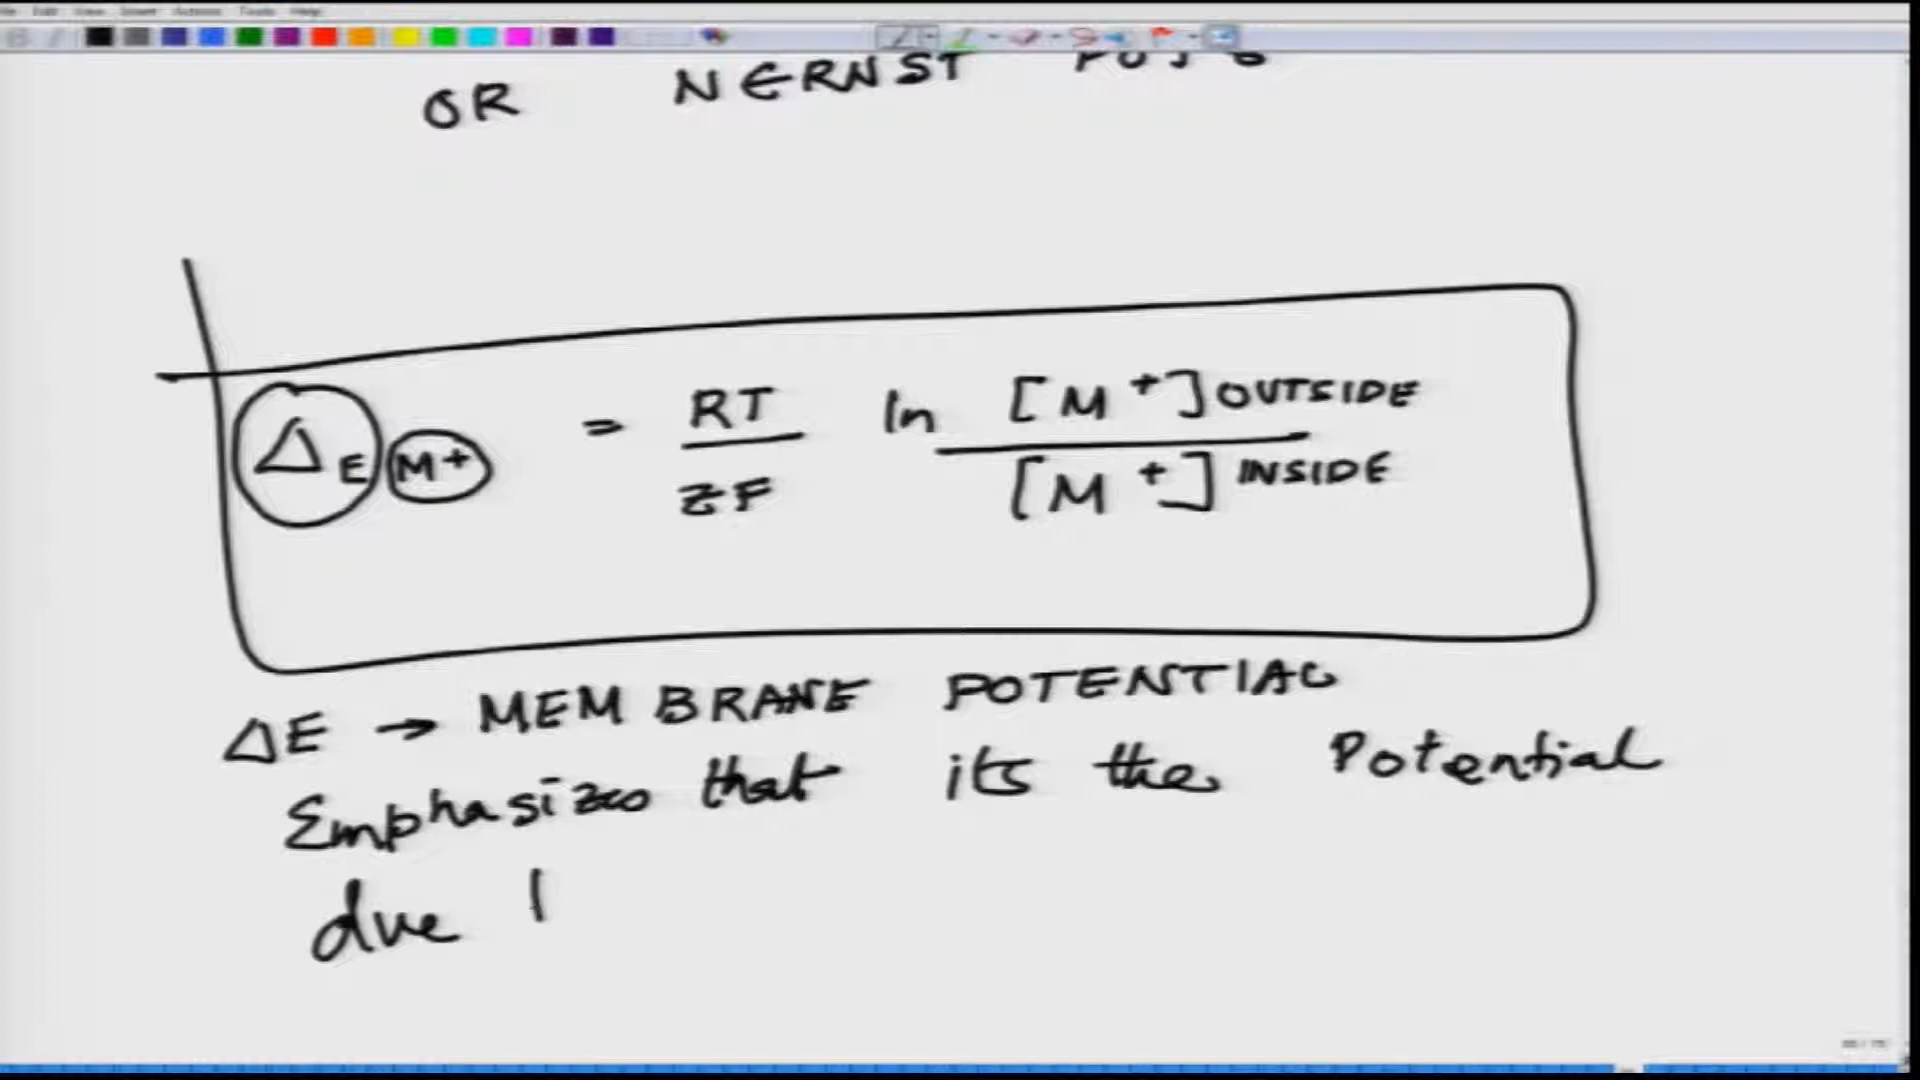 OR NERNST
ΔE M+ = RT/ZF ln [M+]OUTSIDE/[M+]INSIDE
ΔE → MEMBRANE POTENTIAL
Emphasizes that its the Potential
due